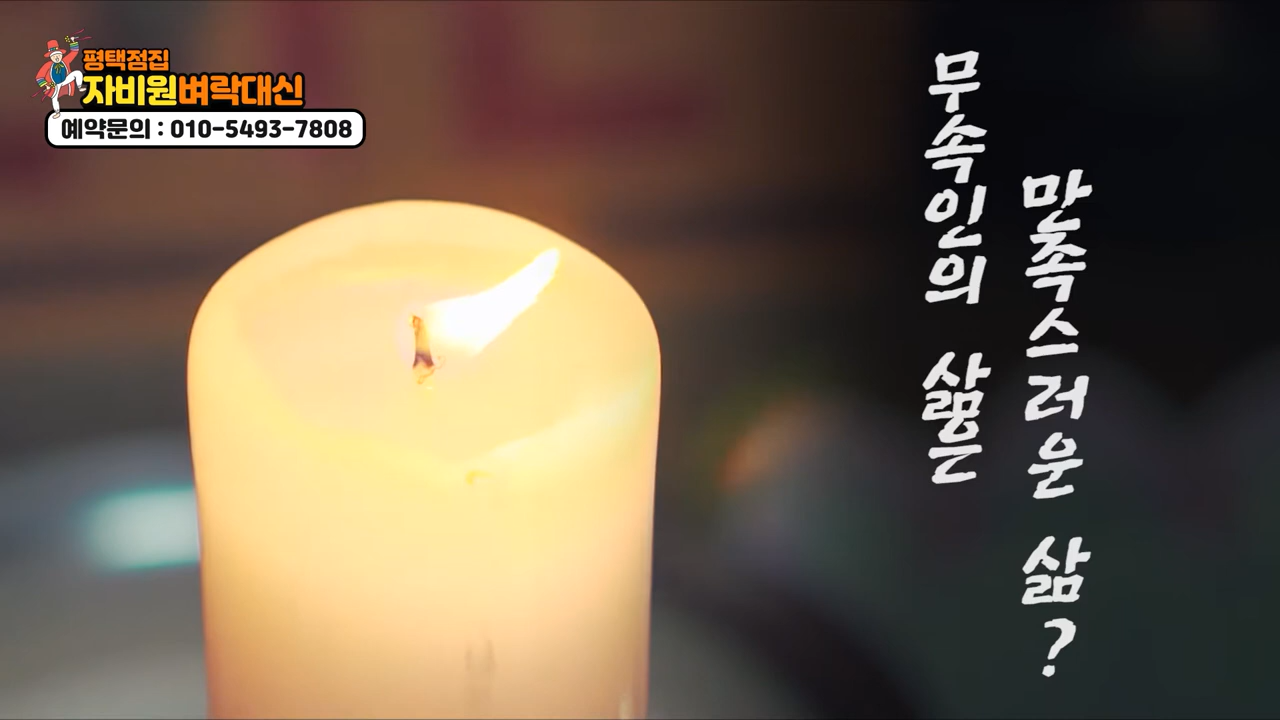 평택점집
자비원벼락대신
예약문의 : 010-5493-7808
무속인의 삶은
만족스러운 삶?